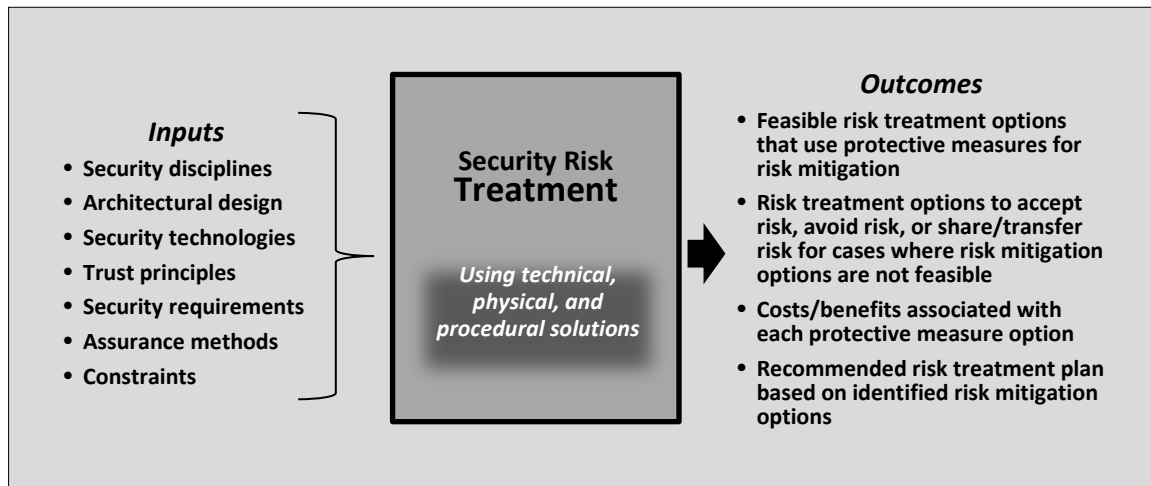 Inputs
• Security disciplines
• Architectural design
• Security technologies
• Trust principles
• Security requirements
• Assurance methods
• Constraints
Security Risk
Treatment
Using technical,
physical, and
procedural solutions
Outcomes
• Feasible risk treatment options
that use protective measures for
risk mitigation
• Risk treatment options to accept
risk, avoid risk, or share/transfer
risk for cases where risk mitigation
options are not feasible
• Costs/benefits associated with
each protective measure option
• Recommended risk treatment plan
based on identified risk mitigation
options